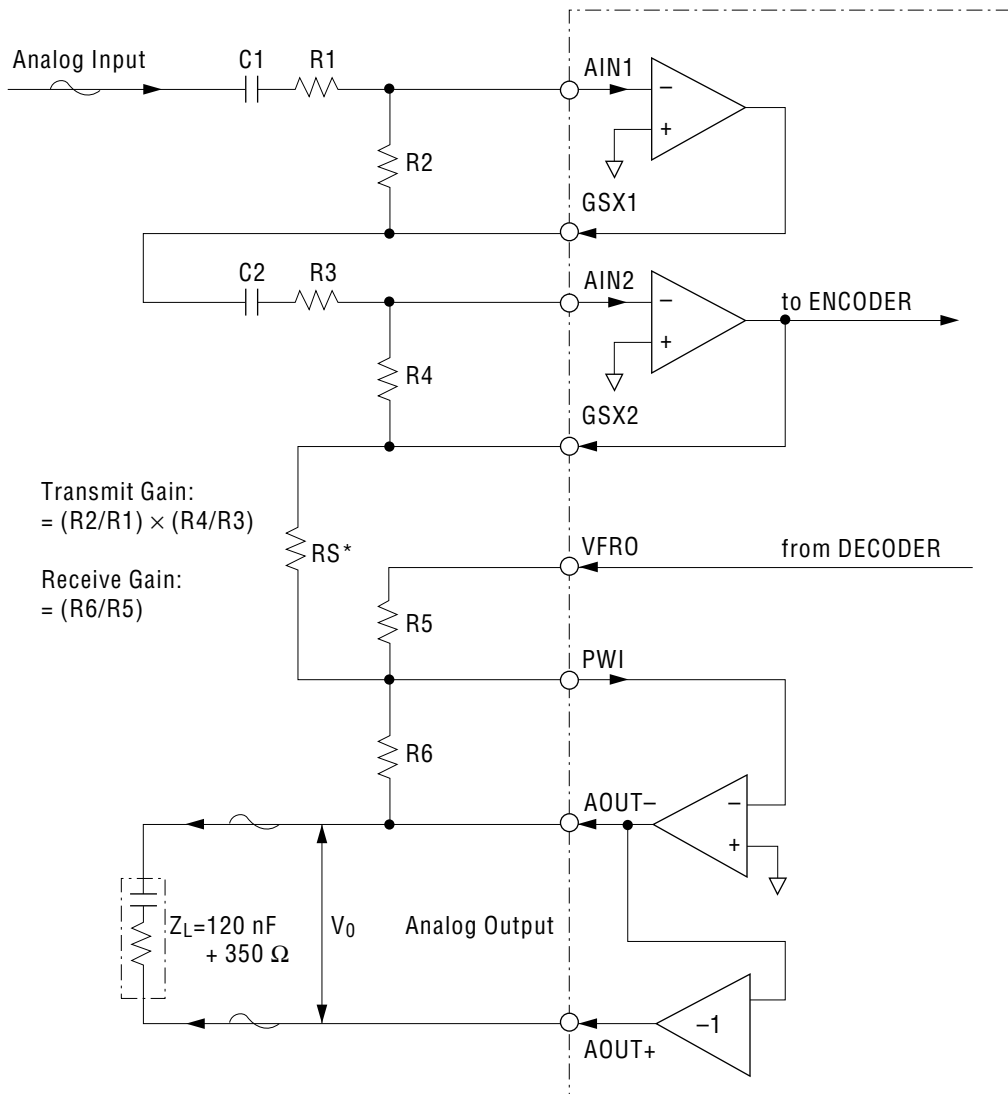 Analog Input
C1
R1
AIN1
−
+
R2
GSX1
C2
R3
AIN2
−
+
to ENCODER
R4
GSX2
Transmit Gain:
= (R2/R1) × (R4/R3)
Receive Gain:
= (R6/R5)
RS*
VFRO
from DECODER
R5
PWI
R6
AOUT−
−
+
ZL=120 nF
+ 350 Ω
V0
Analog Output
−1
AOUT+